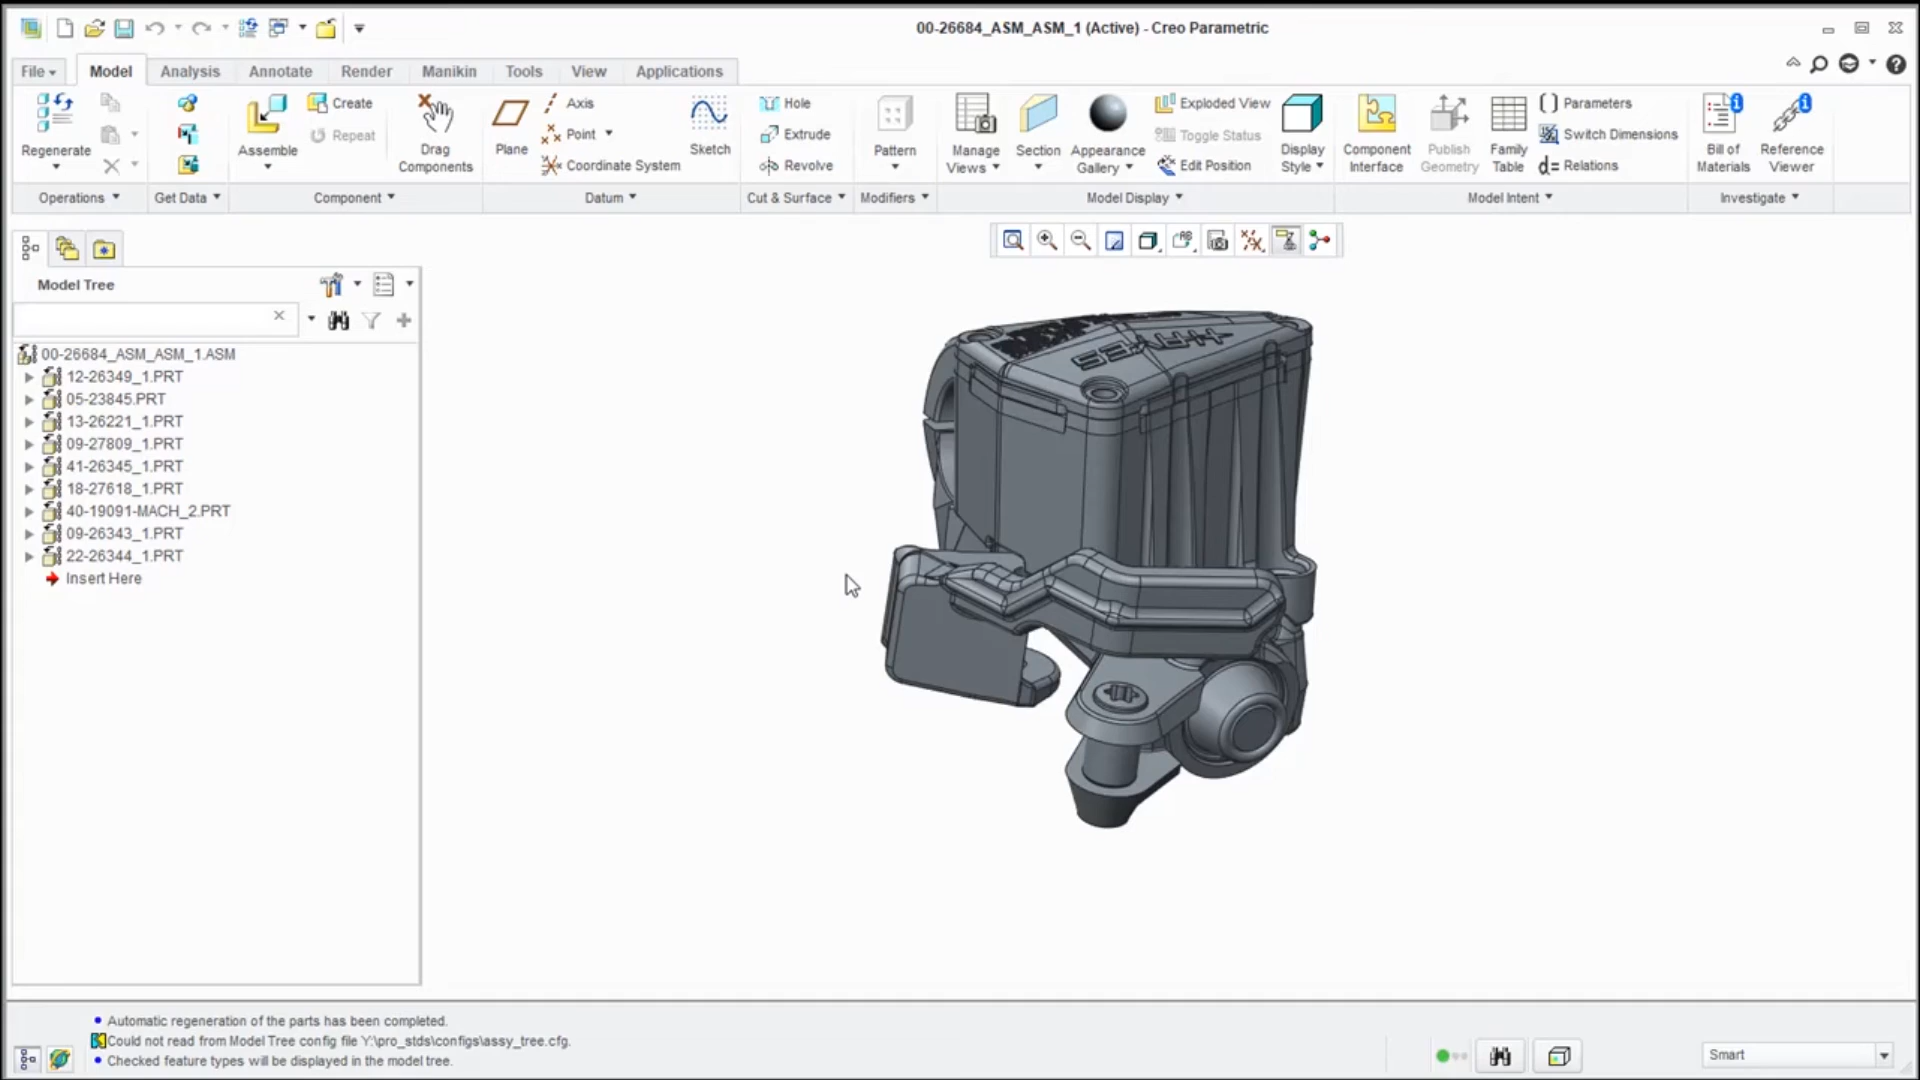 00-26684_ASM_ASM_1 (Active) - Creo Parametric
File Model Analysis Annotate Render Manikin Tools View Applications
Regenerate
Assemble
Create
Repeat
Drag
Components
Plane
Axis
Point
Coordinate System
Sketch
Hole
Extrude
Revolve
Pattern
Manage
Views
Section
Appearance
Gallery
Exploded View
Toggle Status
Edit Position
Display
Style
Component
Interface
Publish
Geometry
Family
Table
Parameters
Switch Dimensions
d= Relations
Bill of
Materials
Reference
Viewer
Operations Get Data Component Datum Cut & Surface Modifiers Model Display Model Intent Investigate
Model Tree
00-26684_ASM_ASM_1.ASM
12-26349_1.PRT
05-23845.PRT
13-26221_1.PRT
09-27809_1.PRT
41-26345_1.PRT
18-27618_1.PRT
40-19091-MACH_2.PRT
09-26343_1.PRT
22-26344_1.PRT
Insert Here
Automatic regeneration of the parts has been completed.
Could not read from Model Tree config file Y:\pro_stds\configs\assy_tree.cfg.
Checked feature types will be displayed in the model tree.
Smart